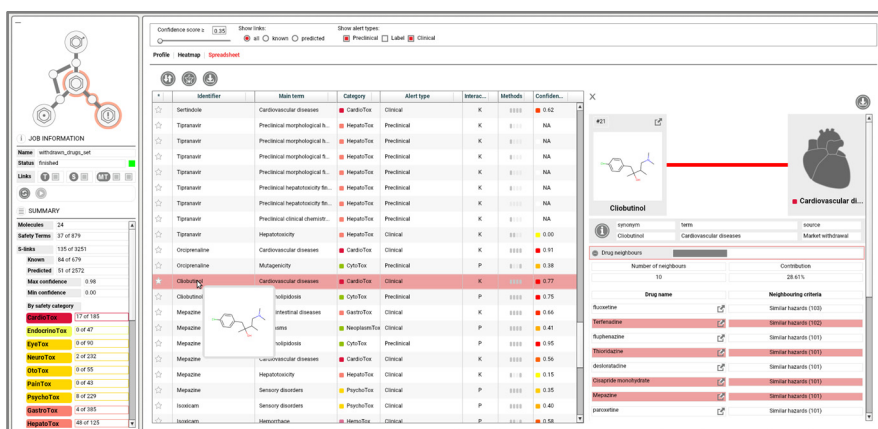 Confidence score ≥ 0.35
Show links:
all known predicted
Show alert types:
Preclinical Label Clinical
Profile Heatmap Spreadsheet
JOB INFORMATION
Name withdrawn_drugs_set
Status finished
Links T S MT
SUMMARY
Molecules 24
Safety Terms 37 of 879
S-links 135 of 3251
Known 84 of 679
Predicted 51 of 2572
Max confidence 0.98
Min confidence 0.00
By safety category
CardioTox 17 of 185
EndocrinoTox 0 of 47
EyeTox 0 of 90
NeuroTox 2 of 232
OtoTox 0 of 55
PainTox 0 of 43
PsychoTox 8 of 229
GastroTox 4 of 385
HepatoTox 48 of 125
* Identifier Main term Category Alert type Interac... Methods Confiden...
Sertindole Cardiovascular diseases CardioTox Clinical K 0.62
Tipranavir Preclinical morphological h... HepatoTox Preclinical K NA
Tipranavir Preclinical morphological h... HepatoTox Preclinical K NA
Tipranavir Preclinical morphological fi... HepatoTox Preclinical K NA
Tipranavir Preclinical morphological fi... HepatoTox Preclinical K NA
Tipranavir Preclinical hepatotoxicity fin... HepatoTox Preclinical K NA
Tipranavir Preclinical hepatotoxicity fin... HepatoTox Preclinical K NA
Tipranavir Preclinical clinical chemistr... HepatoTox Preclinical K NA
Tipranavir Hepatotoxicity HepatoTox Clinical K 0.00
Orciprenaline Cardiovascular diseases CardioTox Clinical K 0.91
Orciprenaline Mutagenicity CytoTox Preclinical P 0.38
Cliobutinol Cardiovascular diseases CardioTox Clinical K 0.77
Cliobutinol holipidosis CytoTox Preclinical P 0.75
Mepazine intestinal diseases GastroTox Clinical K 0.66
Mepazine sms NeoplasmTox Clinical P 0.41
Mepazine olipidosis CytoTox Preclinical P 0.95
Mepazine Cardiovascular diseases CardioTox Clinical K 0.56
Mepazine Hepatotoxicity HepatoTox Clinical K 0.15
Mepazine Sensory disorders PsychoTox Clinical P 0.35
Isoxicam Sensory disorders PsychoTox Clinical P 0.40
Isoxicam Hemorrhage HemoTox Clinical P 0.58
X
#21
Cliobutinol
Cardiovascular di...
synonym term source
Cliobutinol Cardiovascular diseases Market withdrawal
Drug neighbours
Number of neighbours Contribution
10 28.61%
Drug name Neighbouring criteria
fluoxetine Similar hazards (103)
Terfenadine Similar hazards (102)
fluphenazine Similar hazards (101)
Thioridazine Similar hazards (101)
desloratadine Similar hazards (101)
Cisapride monohydrate Similar hazards (101)
Mepazine Similar hazards (101)
paroxetine Similar hazards (101)